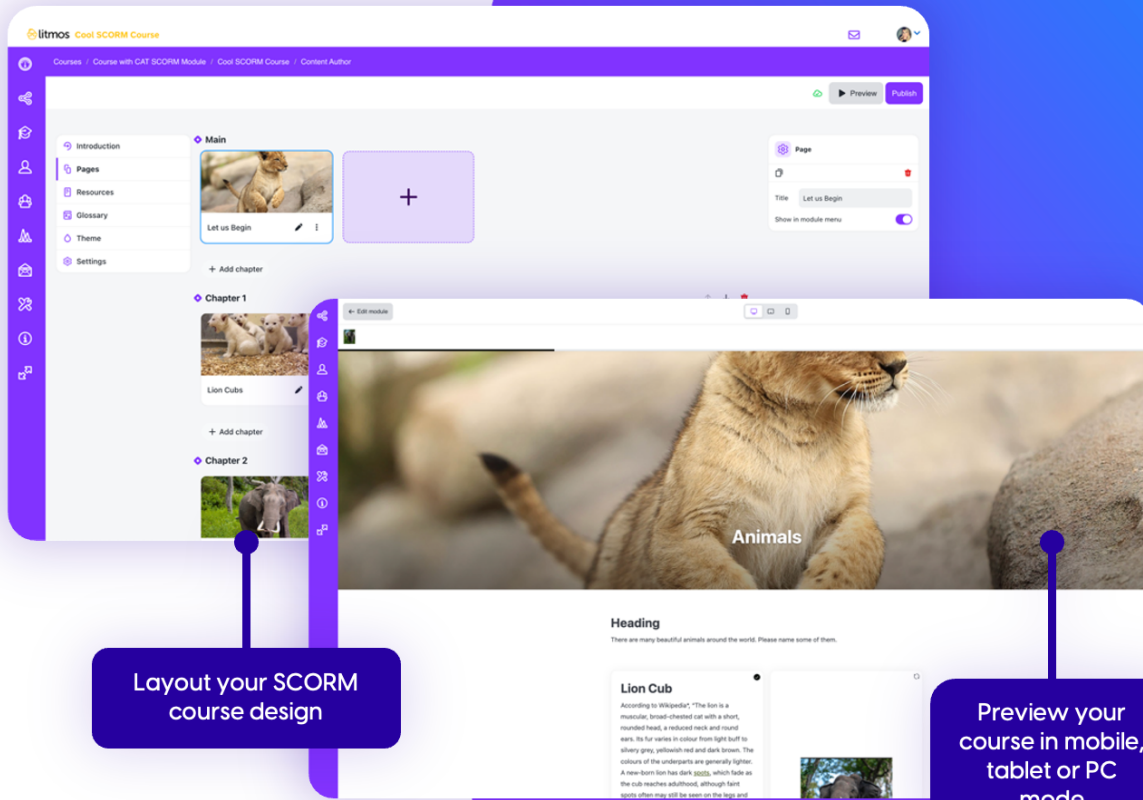 litmos Cool SCORM Course
Courses / Course with CAT SCORM Module / Cool SCORM Course / Content Author
Preview
Publish
Introduction
Pages
Resources
Glossary
Theme
Settings
Main
Let us Begin
+ Add chapter
Chapter 1
Lion Cubs
+ Add chapter
Chapter 2
Page
Title Let us Begin
Show in module menu
← Edit module
Animals
Heading
There are many beautiful animals around the world. Please name some of them.
Lion Cub
According to Wikipedia", "The lion is a
muscular, broad-chested cat with a short,
rounded head, a reduced neck and round
ears. Its fur varies in colour from light buff to
silvery grey, yellowish red and dark brown. The
colours of the underparts are generally lighter.
A new-born lion has dark spots, which fade as
the cub reaches adulthood, although faint
spots often may still be seen on the legs and
Layout your SCORM
course design
Preview your
course in mobile,
tablet or PC
mode